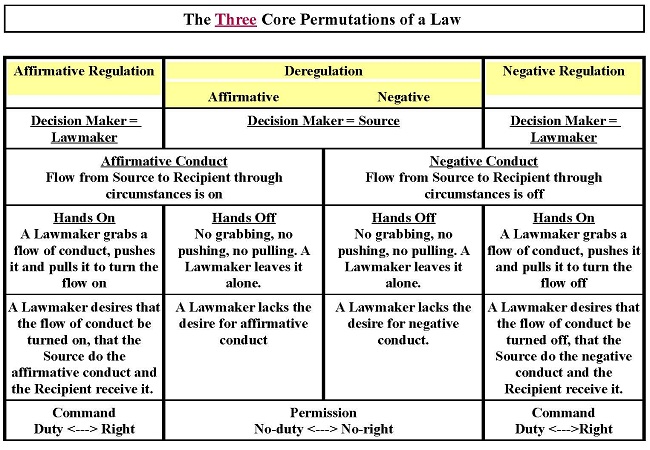 The Three Core Permutations of a Law
Affirmative Regulation
Deregulation
Affirmative Negative
Negative Regulation
Decision Maker =
Lawmaker
Decision Maker = Source
Decision Maker =
Lawmaker
Affirmative Conduct
Flow from Source to Recipient through
circumstances is on
Negative Conduct
Flow from Source to Recipient through
circumstances is off
Hands On
A Lawmaker grabs a
flow of conduct, pushes
it and pulls it to turn the
flow on
Hands Off
No grabbing, no
pushing, no pulling. A
Lawmaker leaves it
alone.
Hands Off
No grabbing, no
pushing, no pulling. A
Lawmaker leaves it
alone.
Hands On
A Lawmaker grabs a
flow of conduct, pushes
it and pulls it to turn the
flow off
A Lawmaker desires that
the flow of conduct be
turned on, that the
Source do the
affirmative conduct and
the Recipient receive it.
A Lawmaker lacks the
desire for affirmative
conduct
A Lawmaker lacks the
desire for negative
conduct.
A Lawmaker desires that
the flow of conduct be
turned off, that the
Source do the negative
conduct and the
Recipient receive it.
Command
Duty <---> Right
Permission
No-duty <---> No-right
Command
Duty <--->Right